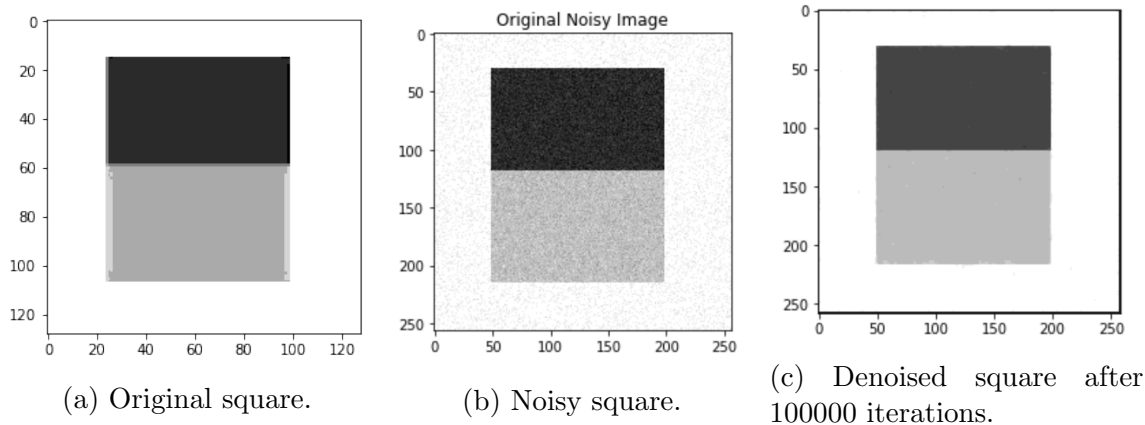 Original Noisy Image
0
20
40
60
80
100
120
0 20 40 60 80 100 120
0
50
100
150
200
250
0 50 100 150 200 250
0
50
100
150
200
250
0 50 100 150 200 250
(a) Original square.
(b) Noisy square.
(c) Denoised square after
100000 iterations.